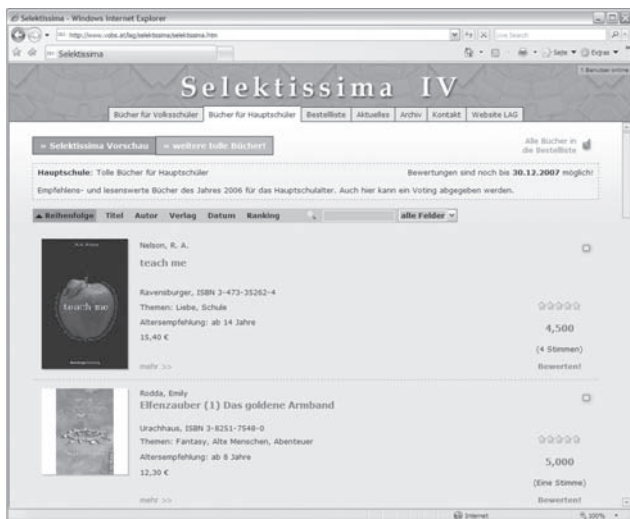 Selektissima - Windows Internet Explorer
http://www.vobs.at/lag/selektissima/selektissima.htm
Live Search
Selektissima
Seite Extras
1 Benutzer online
Selektissima IV
Bücher für Volksschüler Bücher für Hauptschüler Bestellliste Aktuelles Archiv Kontakt Website LAG
» Selektissima Vorschau » weitere tolle Bücher!
Alle Bücher in
die Bestellliste
Hauptschule: Tolle Bücher für Hauptschüler Bewertungen sind noch bis 30.12.2007 möglich!
Empfehlens- und lesenswerte Bücher des Jahres 2006 für das Hauptschulalter. Auch hier kann ein Voting abgegeben werden.
Reihenfolge Titel Autor Verlag Datum Ranking alle Felder
Nelson, R. A.
teach me
teach me
Ravensburger, ISBN 3-473-35262-4
Themen: Liebe, Schule
Altersempfehlung: ab 14 Jahre
4,500
15,40 €
(4 Stimmen)
mehr >> Bewerten!
Rodda, Emily
Elfenzauber (1) Das goldene Armband
Urachhaus, ISBN 3-8251-7548-0
Themen: Fantasy, Alte Menschen, Abenteuer
Altersempfehlung: ab 8 Jahre
5,000
12,30 €
(Eine Stimme)
mehr >> Bewerten!
Internet 100%